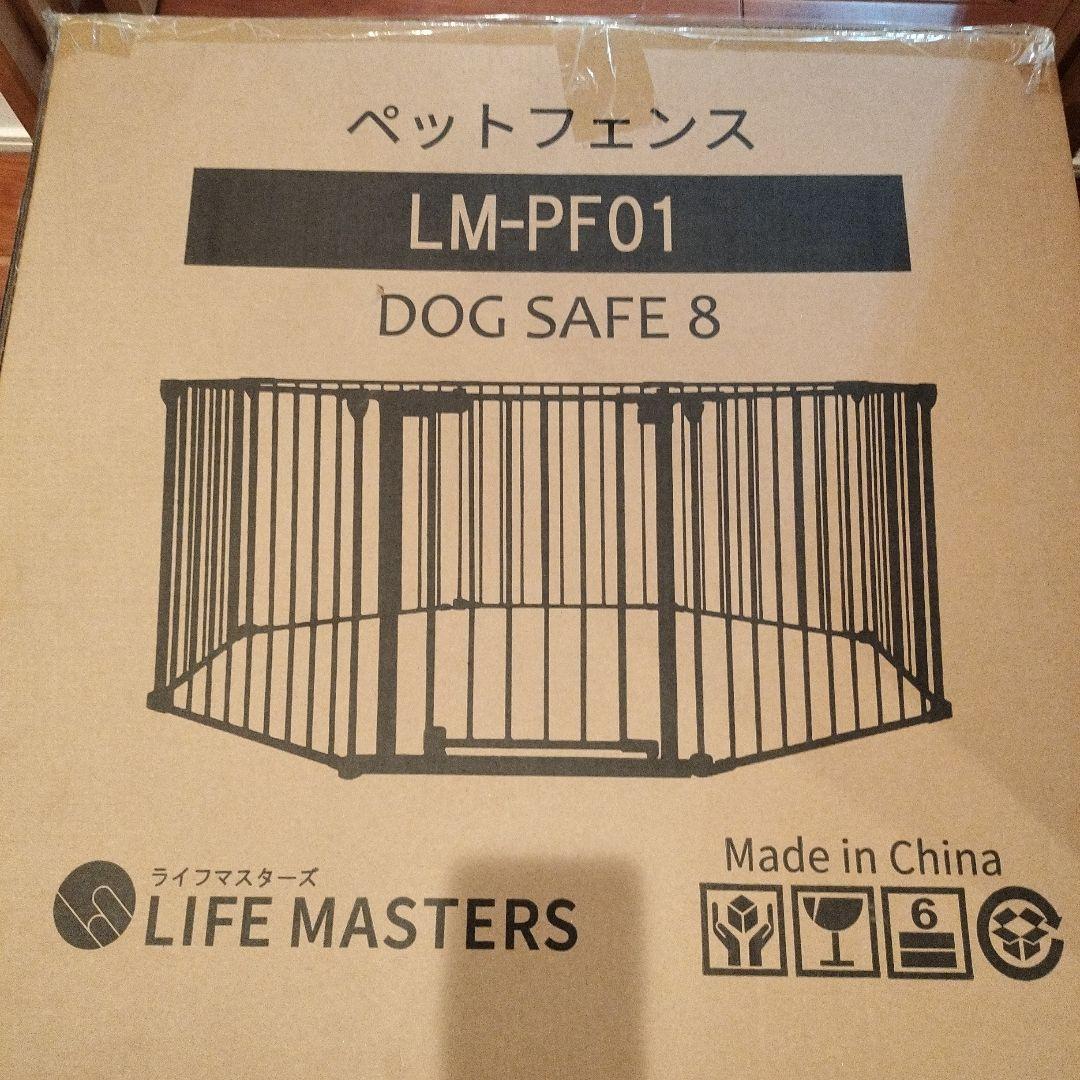 ペットフェンス
LM-PF01
DOG SAFE 8
ライフマスターズ
LIFE MASTERS
Made in China
6